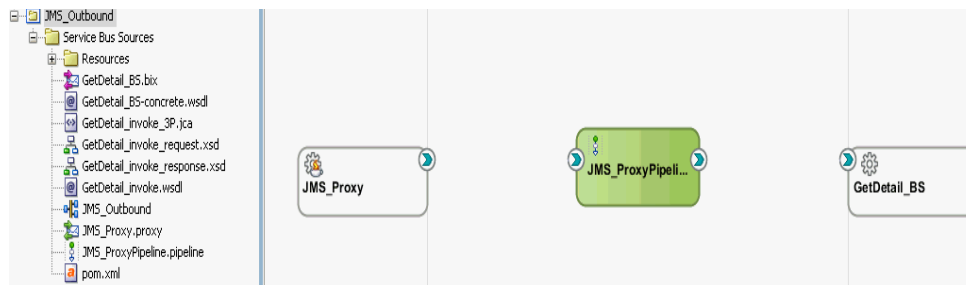 JMS_Outbound
Service Bus Sources
Resources
GetDetail_BS.bix
GetDetail_BS-concrete.wsdl
GetDetail_invoke_3P.jca
GetDetail_invoke_request.xsd
GetDetail_invoke_response.xsd
GetDetail_invoke.wsdl
JMS_Outbound
JMS_Proxy.proxy
JMS_ProxyPipeline.pipeline
pom.xml
JMS_Proxy
JMS_ProxyPipeli...
GetDetail_BS